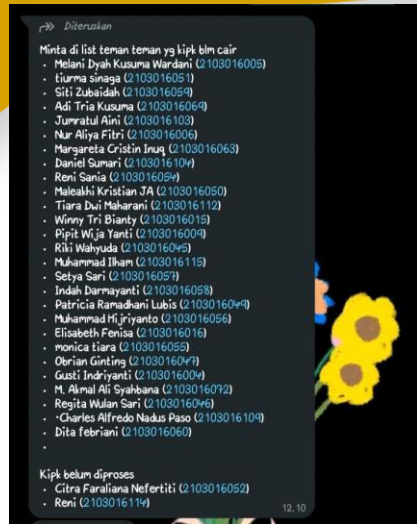 Diteruskan
Minta di list teman teman yg kipk blm cair
• Melani Dyah Kusuma Wardani (2103016005)
• tiurma sinaga (2103016051)
• Siti Zubaidah (2103016059)
• Adi Tria Kusuma (2103016069)
• Jumratul Aini (2103016103)
• Nur Aliya Fitri (2103016006)
• Margareta Cristin Inuq (2103016063)
• Daniel Sumari (2103016104)
• Reni Sania (2103016054)
• Maleakhi Kristian JA (2103016050)
• Tiara Dwi Maharani (2103016112)
• Winny Tri Bianty (2103016015)
• Pipit Wija Yanti (2103016009)
• Riki Wahyuda (2103016045)
• Muhammad Ilham (2103016115)
• Setya Sari (2103016057)
• Indah Darmayanti (2103016058)
• Patricia Ramadhani Lubis (2103016049)
• Muhammad Hijriyanto (2103016056)
• Elisabeth Fenisa (2103016016)
• monica tiara (2103016055)
• Obrian Ginting (2103016047)
• Gusti Indriyanti (2103016004)
• M. Akmal Ali Syahbana (2103016072)
• Regita Wulan Sari (2103016046)
• •Charles Alfredo Nadus Paso (2103016109)
• Dita febriani (2103016060)
•
Kipk belum diproses
• Citra Faraliana Nefertiti (2103016052)
• Reni (2103016114)
12.10